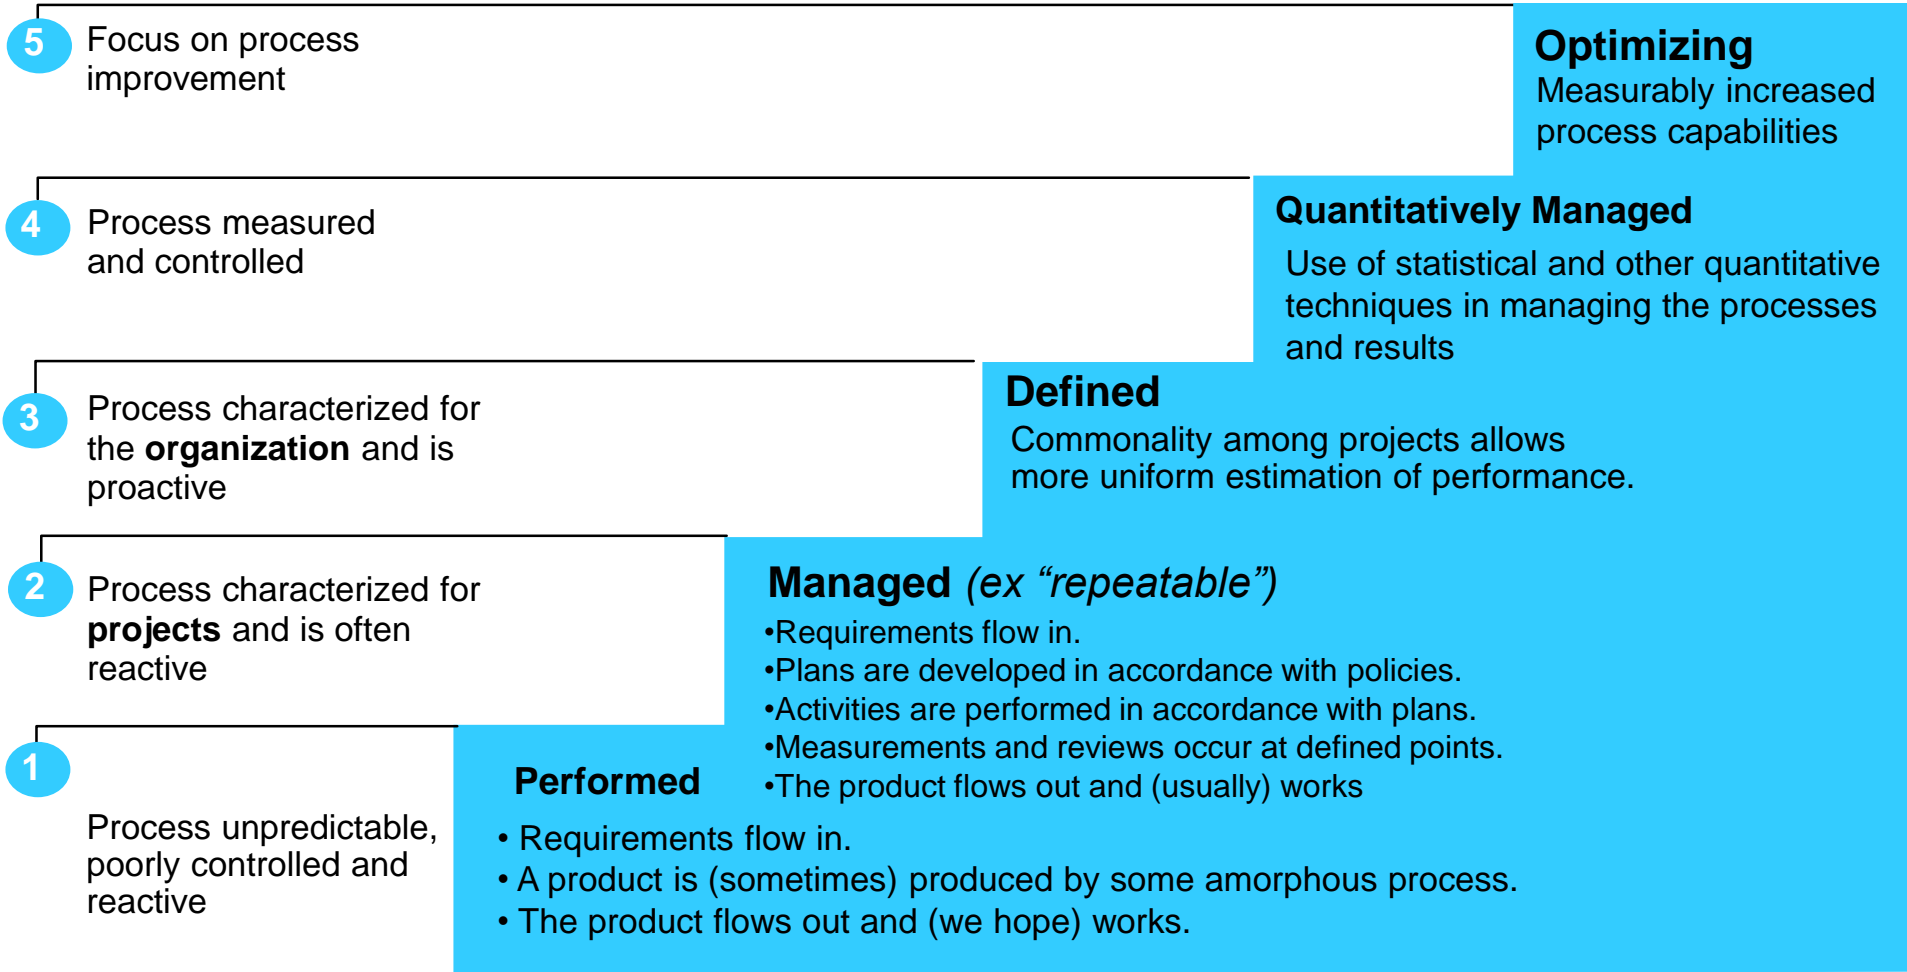 5
Focus on process
improvement
Optimizing
Measurably increased
process capabilities
4
Process measured
and controlled
Quantitatively Managed
Use of statistical and other quantitative
techniques in managing the processes
and results
3
Process characterized for
the organization and is
proactive
Defined
Commonality among projects allows
more uniform estimation of performance.
2
Process characterized for
projects and is often
reactive
Managed (ex “repeatable”)
•Requirements flow in.
•Plans are developed in accordance with policies.
•Activities are performed in accordance with plans.
•Measurements and reviews occur at defined points.
•The product flows out and (usually) works
1
Process unpredictable,
poorly controlled and
reactive
Performed
• Requirements flow in.
• A product is (sometimes) produced by some amorphous process.
• The product flows out and (we hope) works.